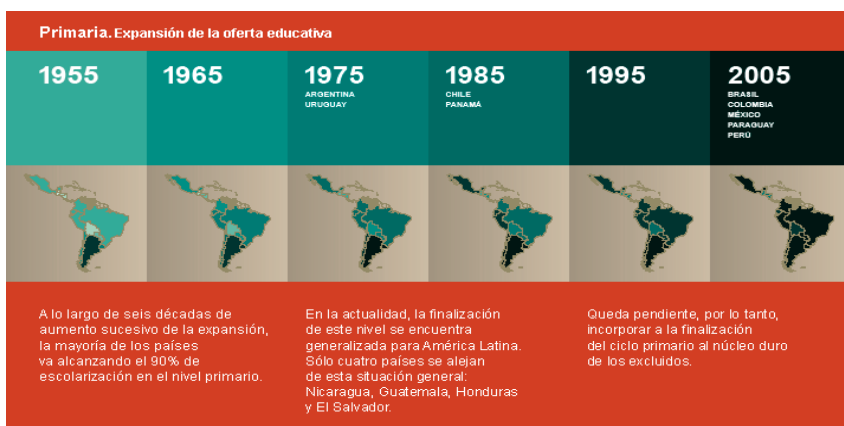 Primaria. Expansión de la oferta educativa
1955
1965
1975
ARGENTINA
URUGUAY
1985
CHILE
PANAMÁ
1995
2005
BRASIL
COLOMBIA
MÉXICO
PARAGUAY
PERÚ
A lo largo de seis décadas de
aumento sucesivo de la expansión,
la mayoría de los países
va alcanzando el 90% de
escolarización en el nivel primario.
En la actualidad, la finalización
de este nivel se encuentra
generalizada para América Latina.
Sólo cuatro países se alejan
de esta situación general:
Nicaragua, Guatemala, Honduras
y El Salvador.
Queda pendiente, por lo tanto,
incorporar a la finalización
del ciclo primario al núcleo duro
de los excluidos.